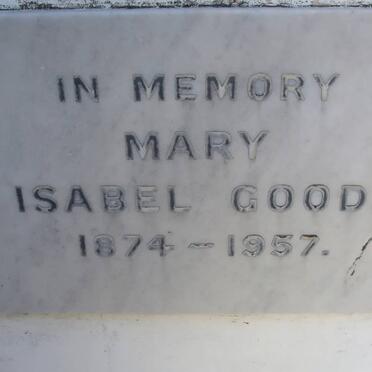 IN MEMORY
MARY
ISABEL GOOD
1874 – 1957.